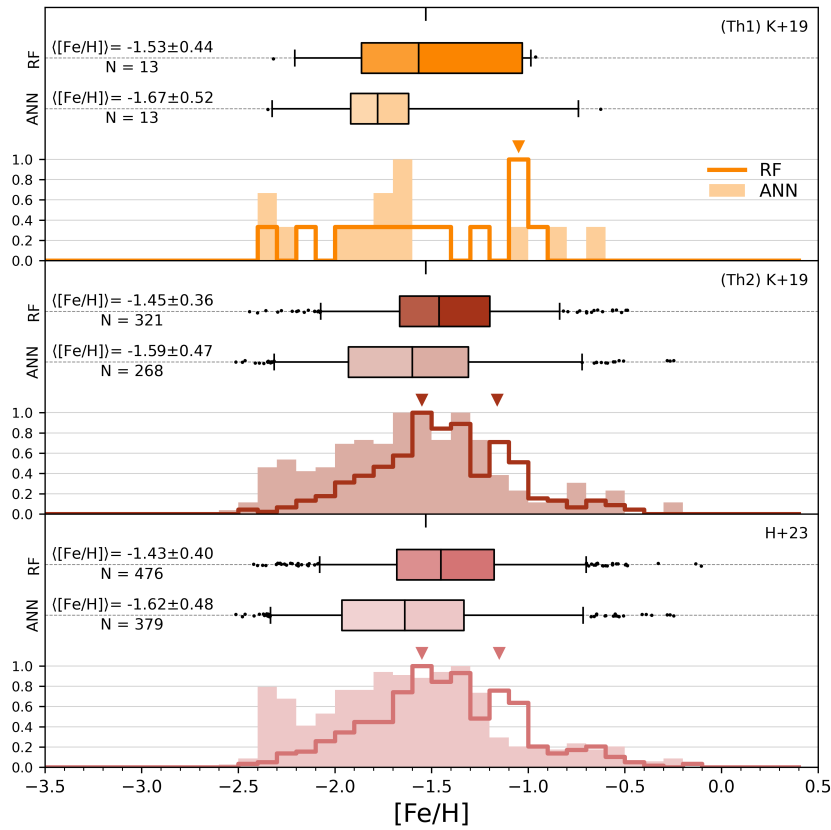 (Th1) K+19
RF
⟨[Fe/H]⟩= -1.53±0.44
N = 13
ANN
⟨[Fe/H]⟩= -1.67±0.52
N = 13
RF
ANN
1.0
0.8
0.6
0.4
0.2
0.0
(Th2) K+19
RF
⟨[Fe/H]⟩= -1.45±0.36
N = 321
ANN
⟨[Fe/H]⟩= -1.59±0.47
N = 268
1.0
0.8
0.6
0.4
0.2
0.0
H+23
RF
⟨[Fe/H]⟩= -1.43±0.40
N = 476
ANN
⟨[Fe/H]⟩= -1.62±0.48
N = 379
1.0
0.8
0.6
0.4
0.2
0.0
−3.5 −3.0 −2.5 −2.0 −1.5 −1.0 −0.5 0.0 0.5
[Fe/H]